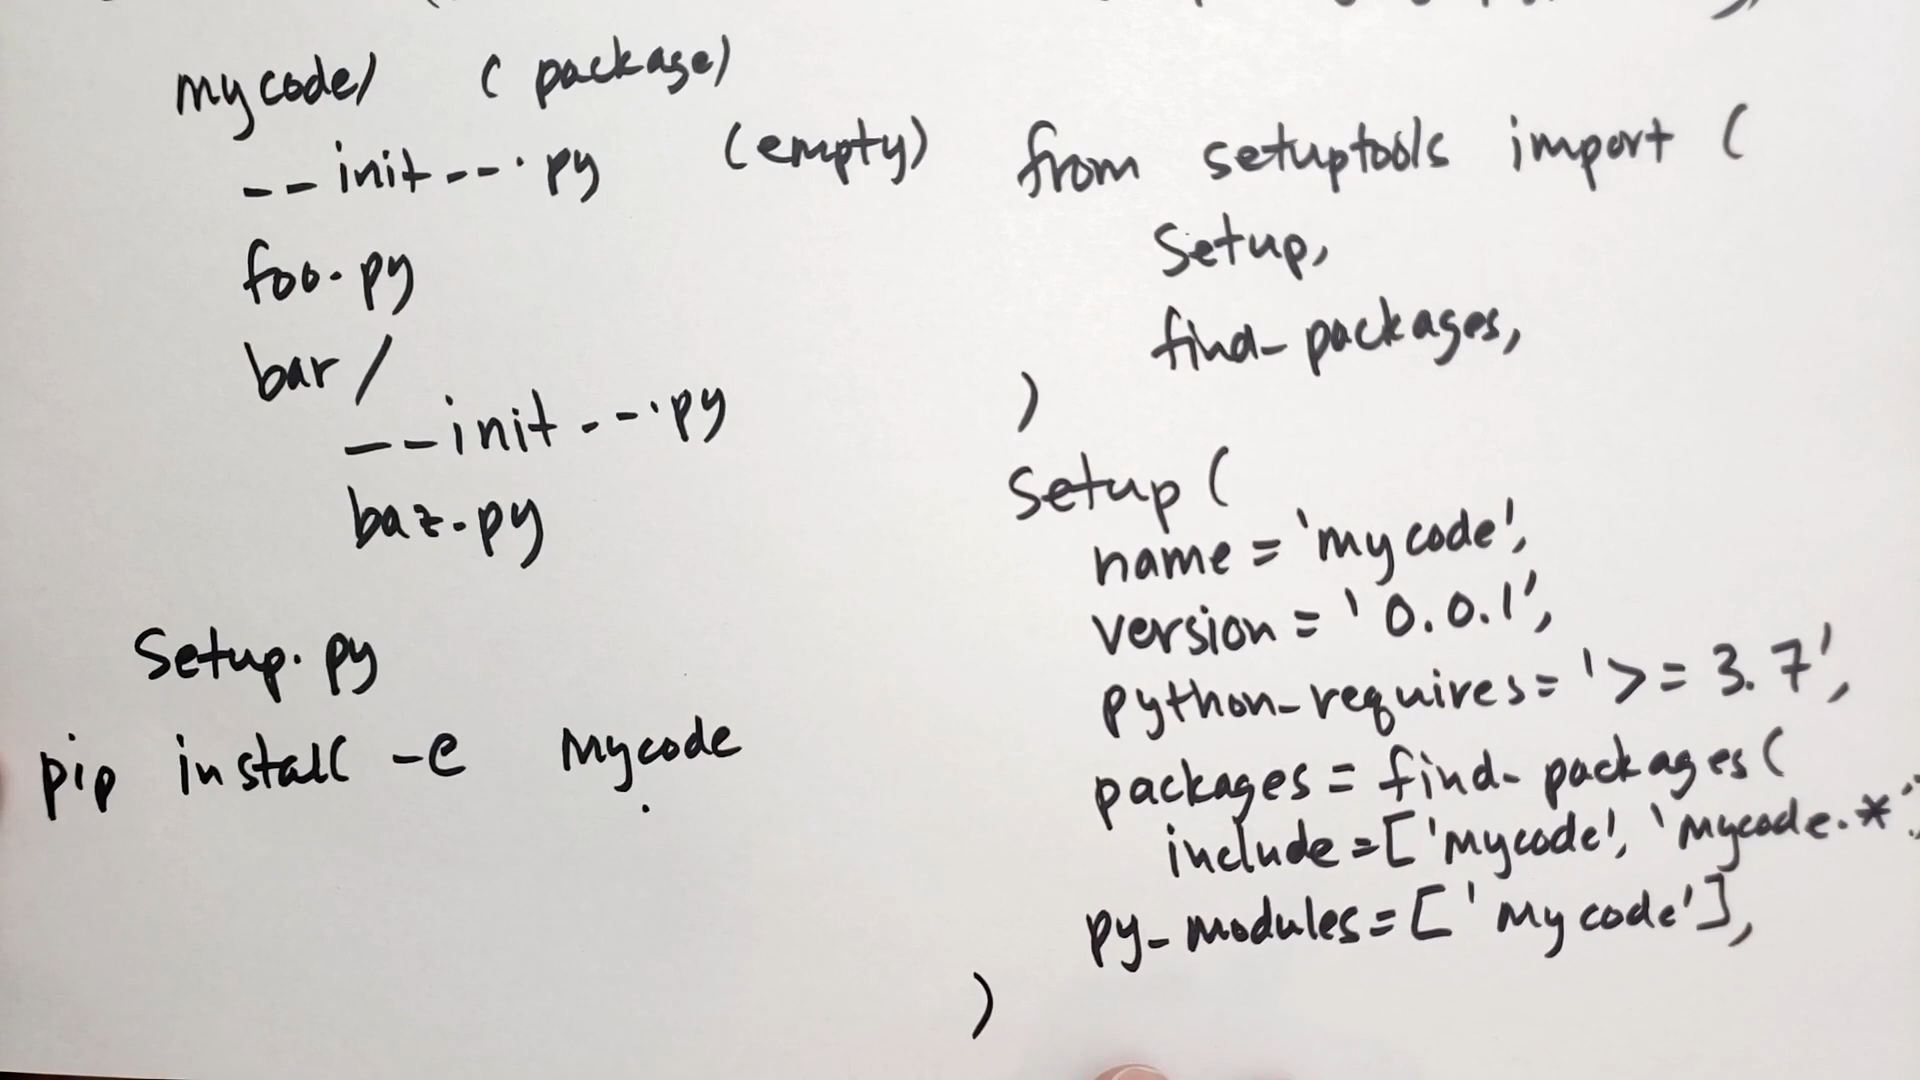 mycode/ (package)
__init__.py (empty)
foo.py
bar/
__init__.py
baz.py
Setup.py
pip install -e mycode
from setuptools import (
Setup,
find_packages,
)
Setup (
name = 'mycode',
version = '0.0.1',
python_requires = '>= 3.7',
packages = find_packages(
include = ['mycode', 'mycode.*'
py_modules = ['mycode'],
)